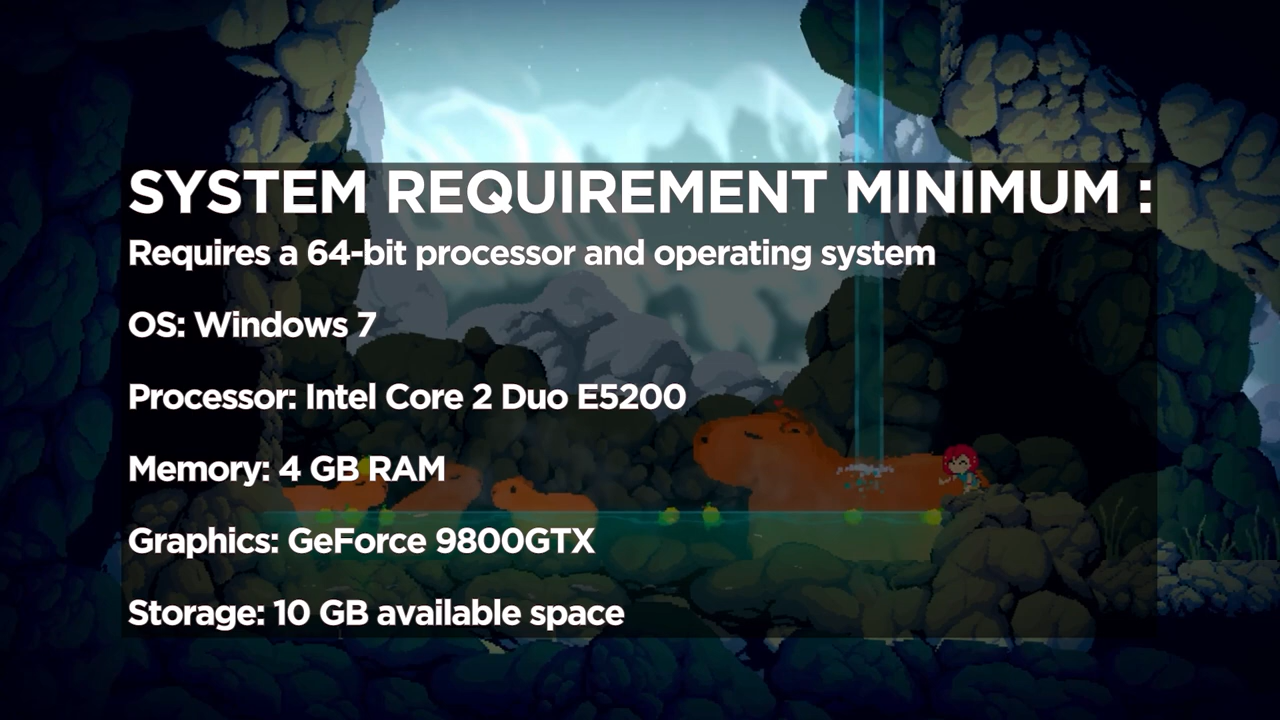 SYSTEM REQUIREMENT MINIMUM :
Requires a 64-bit processor and operating system
OS: Windows 7
Processor: Intel Core 2 Duo E5200
Memory: 4 GB RAM
Graphics: GeForce 9800GTX
Storage: 10 GB available space